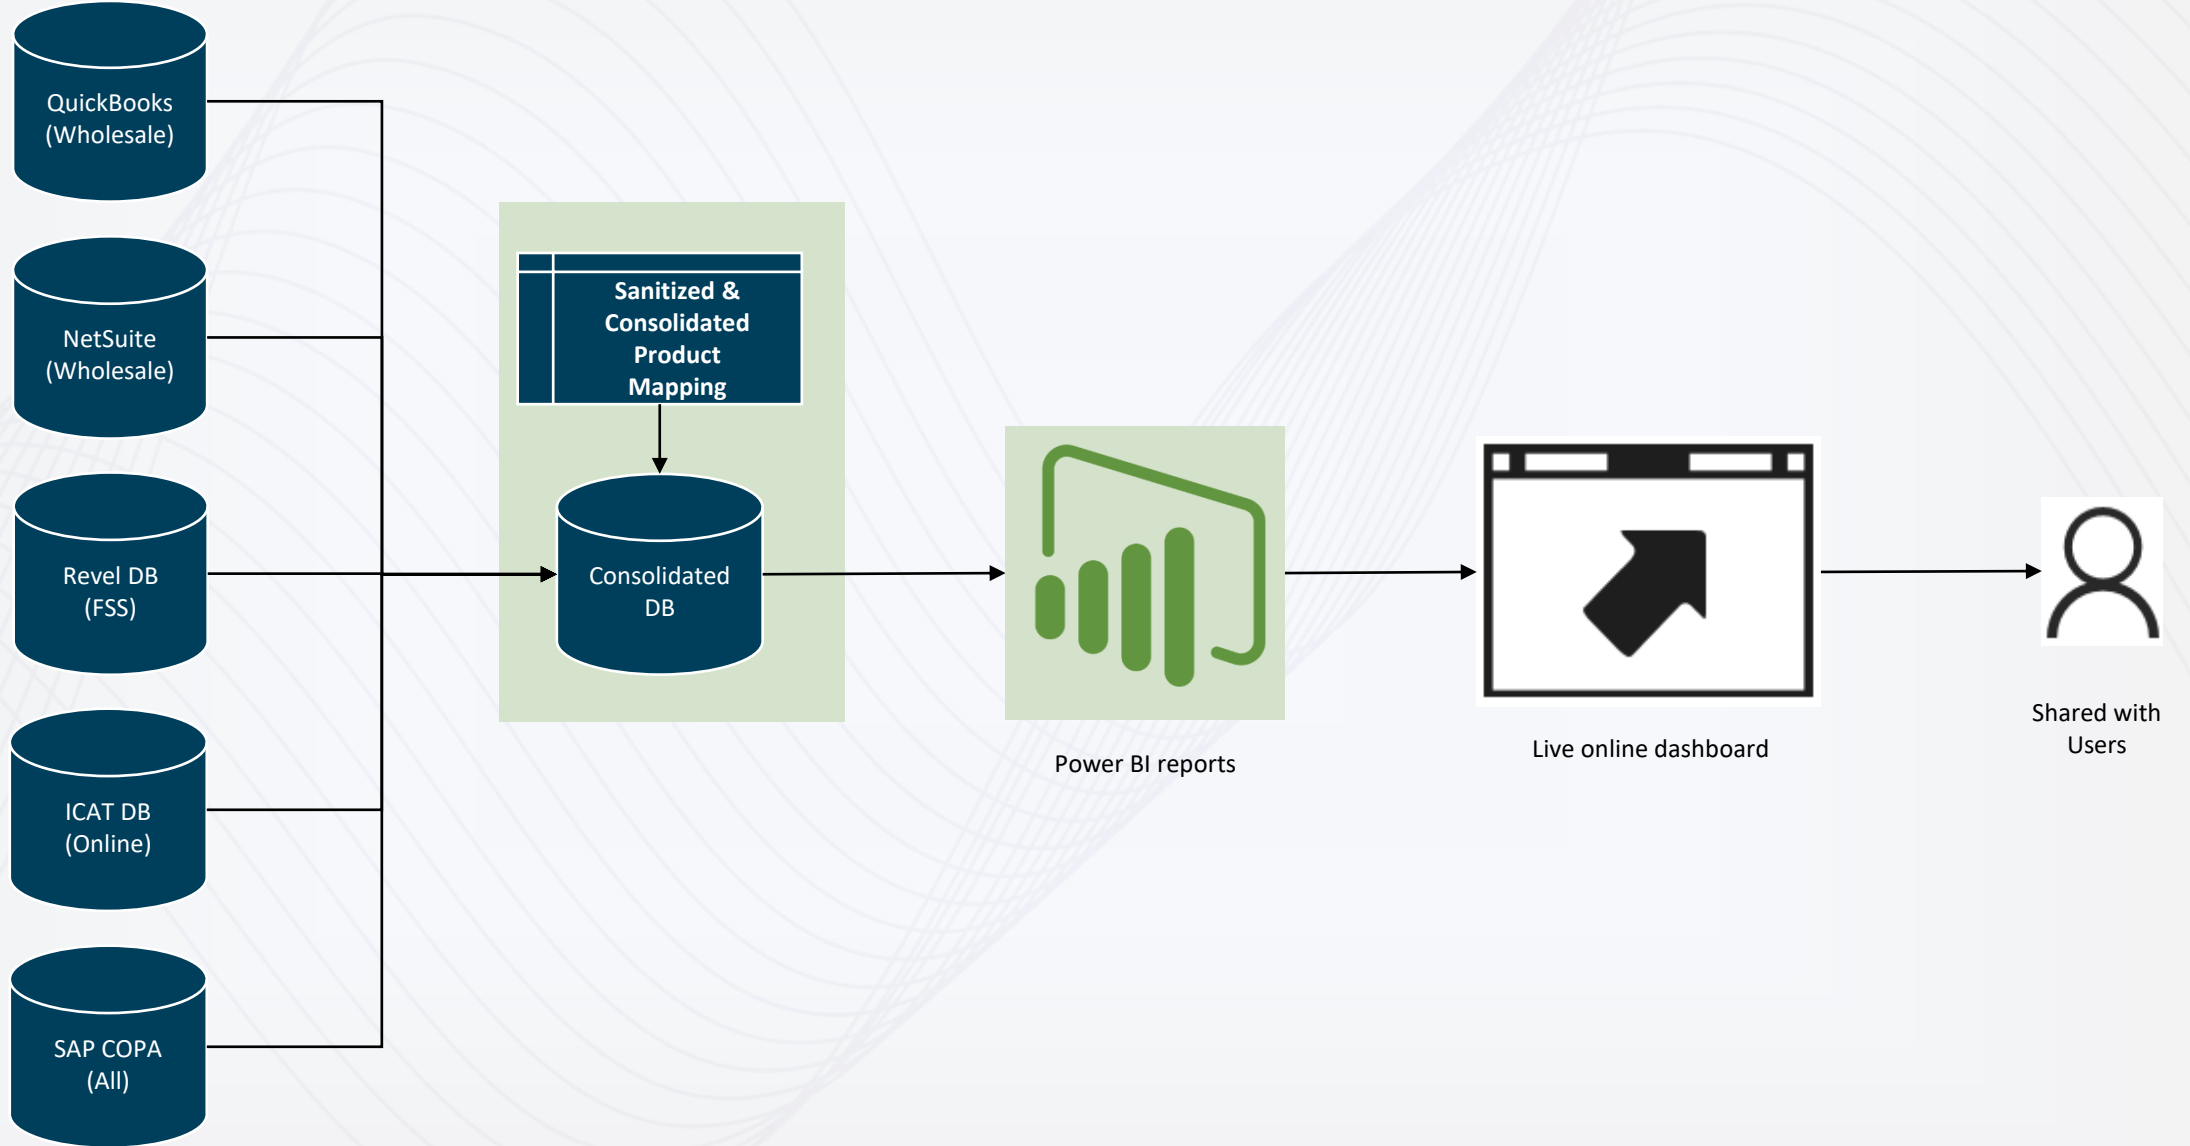 QuickBooks
(Wholesale)
NetSuite
(Wholesale)
Revel DB
(FSS)
ICAT DB
(Online)
SAP COPA
(All)
Sanitized &
Consolidated
Product
Mapping
Consolidated
DB
Power BI reports
Live online dashboard
Shared with
Users